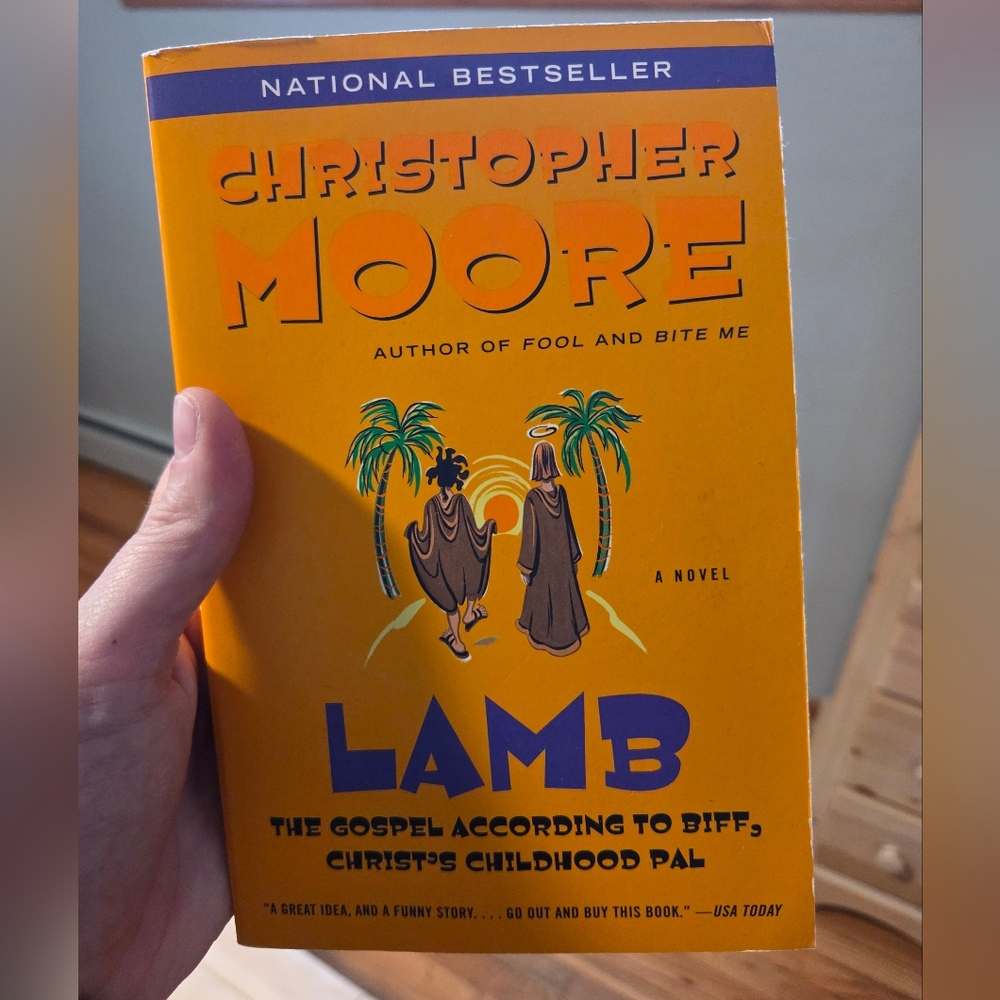 NATIONAL BESTSELLER
CHRISTOPHER
MOORE
AUTHOR OF FOOL AND BITE ME
A NOVEL
LAMB
THE GOSPEL ACCORDING TO BIFF,
CHRIST'S CHILDHOOD PAL
"A GREAT IDEA, AND A FUNNY STORY. . . . GO OUT AND BUY THIS BOOK." —USA TODAY